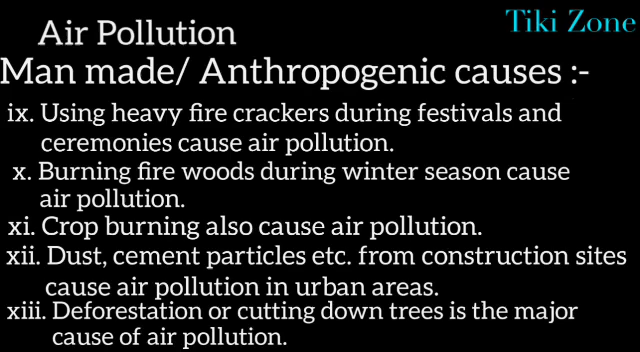 Tiki Zone
Air Pollution
Man made/ Anthropogenic causes :-
ix. Using heavy fire crackers during festivals and
ceremonies cause air pollution.
x. Burning fire woods during winter season cause
air pollution.
xi. Crop burning also cause air pollution.
xii. Dust, cement particles etc. from construction sites
cause air pollution in urban areas.
xiii. Deforestation or cutting down trees is the major
cause of air pollution.